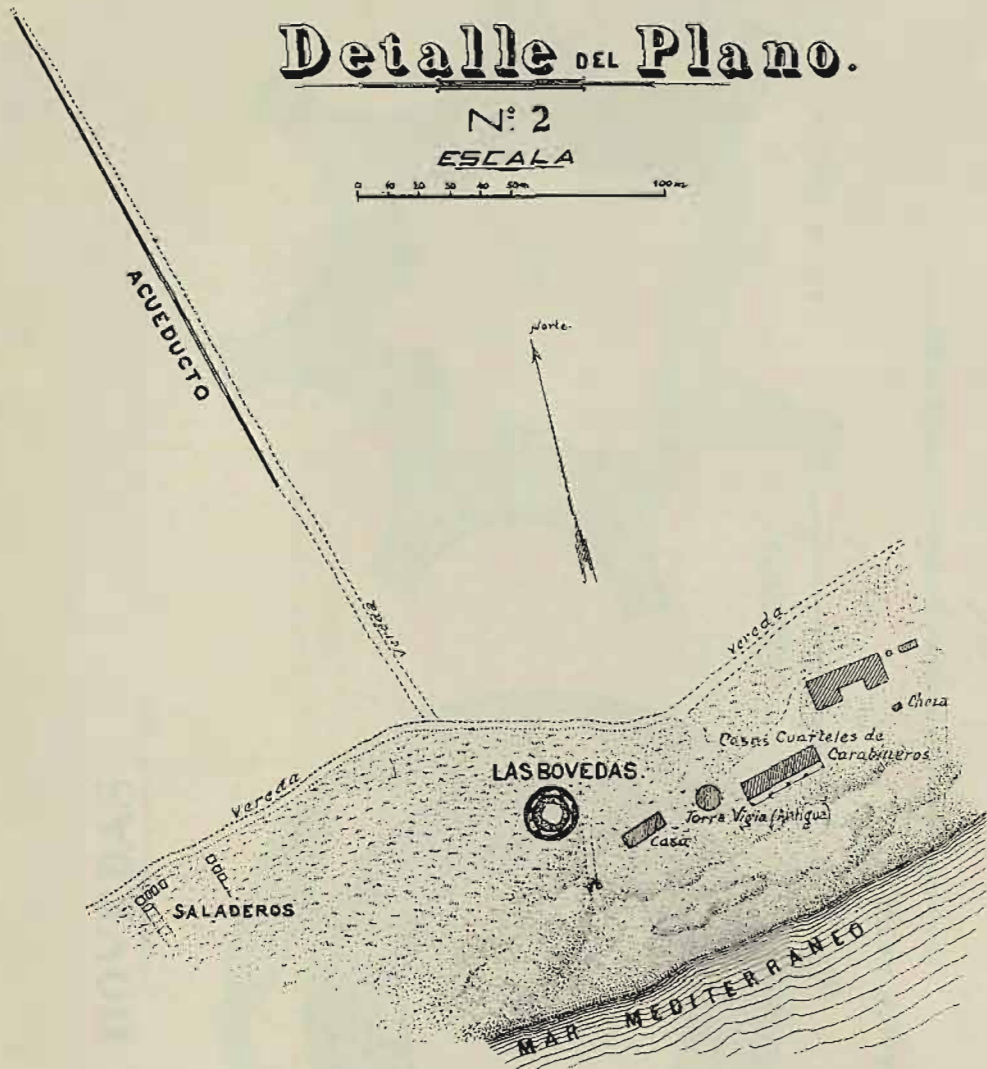 Detalle DEL Plano.
Nº 2
ESCALA
0 10 20 30 40 50m 100m
ACUEDUCTO
Norte.
Vereda
vereda
Choza
Casas Cuarteles de
Carabineros
LAS BOVEDAS.
Torre Vigia (Antigua)
Casa
Vereda
SALADEROS
MAR MEDITERRANEO